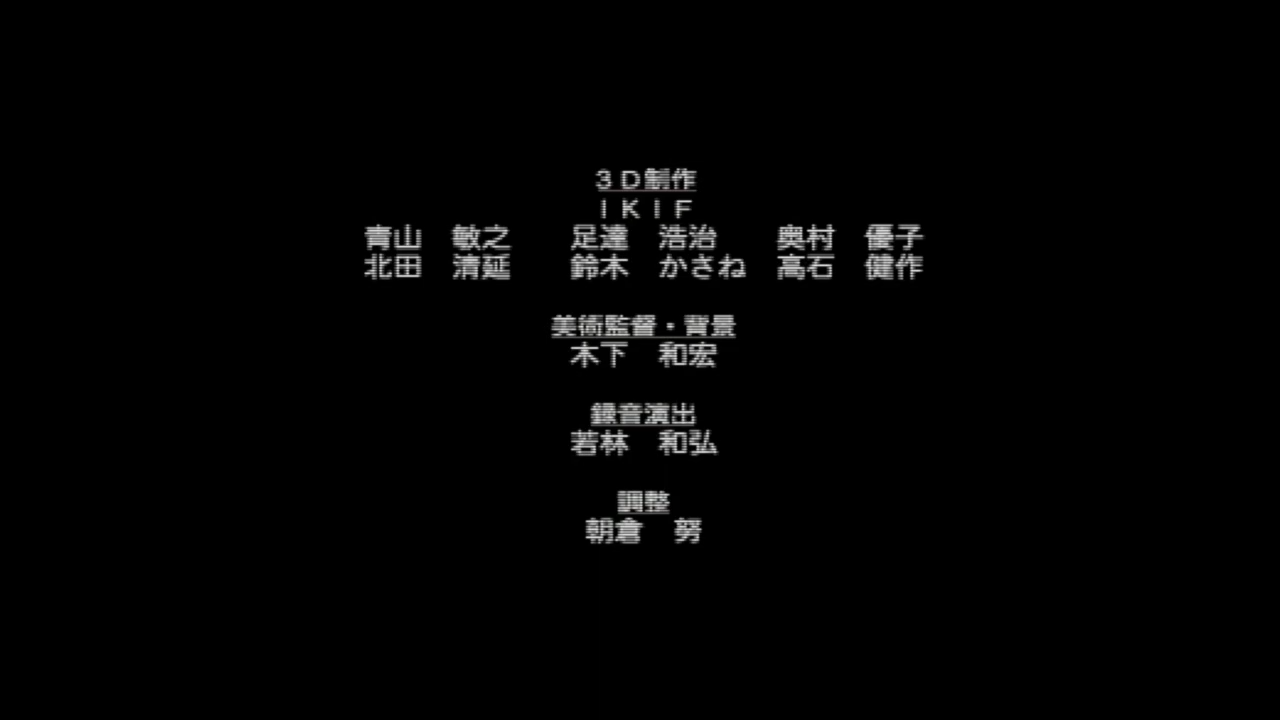 ３Ｄ制作
ＩＫＩＦ
青山　敏之　　足達　浩治　　奥村　優子
北田　清延　　鈴木　かさね　高石　健作
美術監督・背景
木下　和宏
録音演出
若林　和弘
調整
朝倉　努